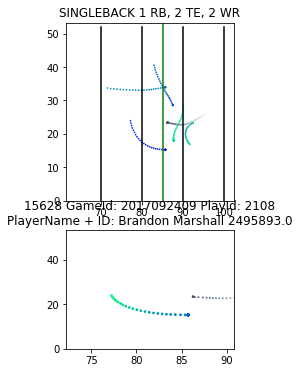 SINGLEBACK 1 RB, 2 TE, 2 WR
50
40
30
20
10
0
70 80 90 100
15628 GameId: 2017092409 PlayId: 2108
PlayerName + ID: Brandon Marshall 2495893.0
40
20
0
75 80 85 90